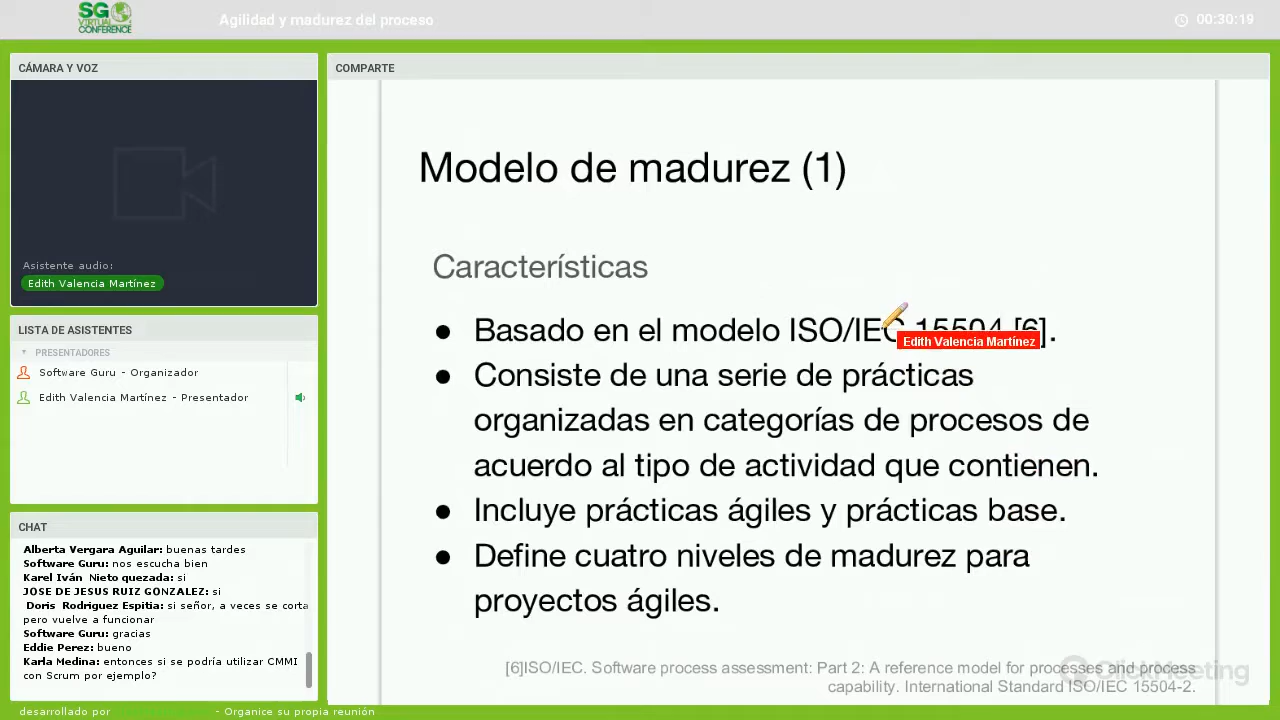 SG
VIRTUAL
CONFERENCE
Agilidad y madurez del proceso
00:30:19
CÁMARA Y VOZ
Asistente audio:
Edith Valencia Martínez
LISTA DE ASISTENTES
PRESENTADORES
Software Guru - Organizador
Edith Valencia Martínez - Presentador
CHAT
Alberta Vergara Aguilar: buenas tardes
Software Guru: nos escucha bien
Karel Iván Nieto quezada: si
JOSE DE JESUS RUIZ GONZALEZ: si
Doris Rodriguez Espitia: si señor, a veces se corta
pero vuelve a funcionar
Software Guru: gracias
Eddie Perez: bueno
Karla Medina: entonces si se podría utilizar CMMI
con Scrum por ejemplo?
COMPARTE
Modelo de madurez (1)
Características
● Basado en el modelo ISO/IEC 15504 [6].
Edith Valencia Martínez
● Consiste de una serie de prácticas
organizadas en categorías de procesos de
acuerdo al tipo de actividad que contienen.
● Incluye prácticas ágiles y prácticas base.
● Define cuatro niveles de madurez para
proyectos ágiles.
[6]ISO/IEC. Software process assessment: Part 2: A reference model for processes and process
capability. International Standard ISO/IEC 15504-2.
ClickMeeting
desarrollado por - Organice su propia reunión